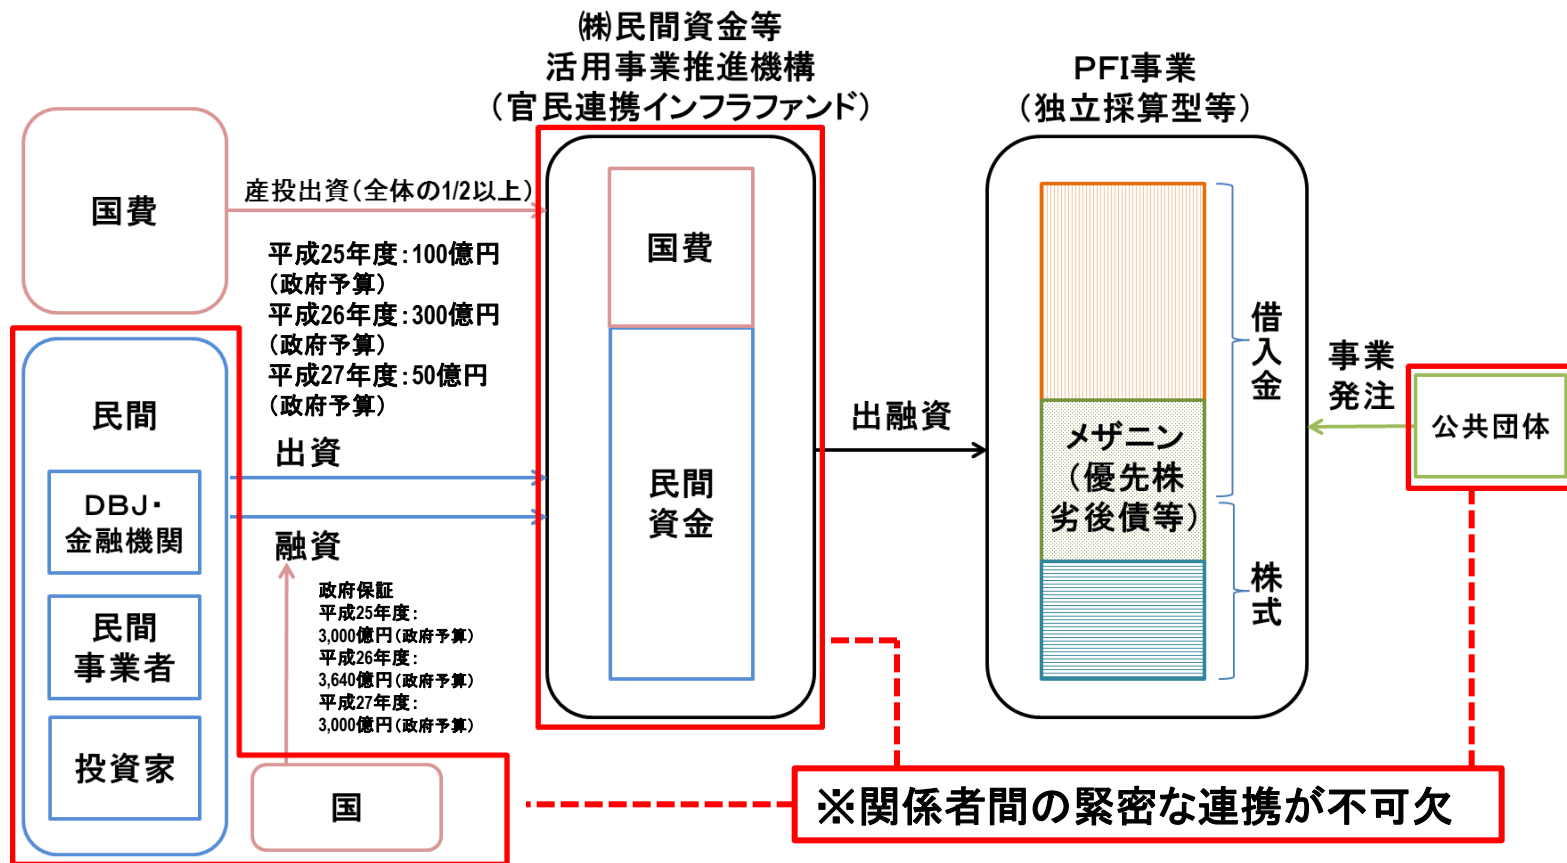 ㈱民間資金等
活用事業推進機構
（官民連携インフラファンド）
PFI事業
（独立採算型等）
国費
産投出資（全体の1/2以上）
平成25年度：100億円
（政府予算）
平成26年度：300億円
（政府予算）
平成27年度：50億円
（政府予算）
国費
民間
資金
民間
DBJ・
金融機関
民間
事業者
投資家
出資
融資
政府保証
平成25年度：
3,000億円（政府予算）
平成26年度：
3,640億円（政府予算）
平成27年度：
3,000億円（政府予算）
国
出融資
メザニン
（優先株
劣後債等）
借入金
株式
事業
発注
公共団体
※関係者間の緊密な連携が不可欠